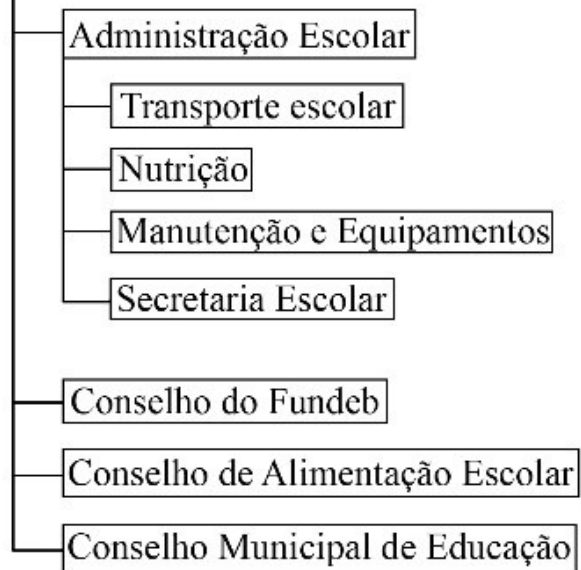 Administração Escolar
Transporte escolar
Nutrição
Manutenção e Equipamentos
Secretaria Escolar
Conselho do Fundeb
Conselho de Alimentação Escolar
Conselho Municipal de Educação